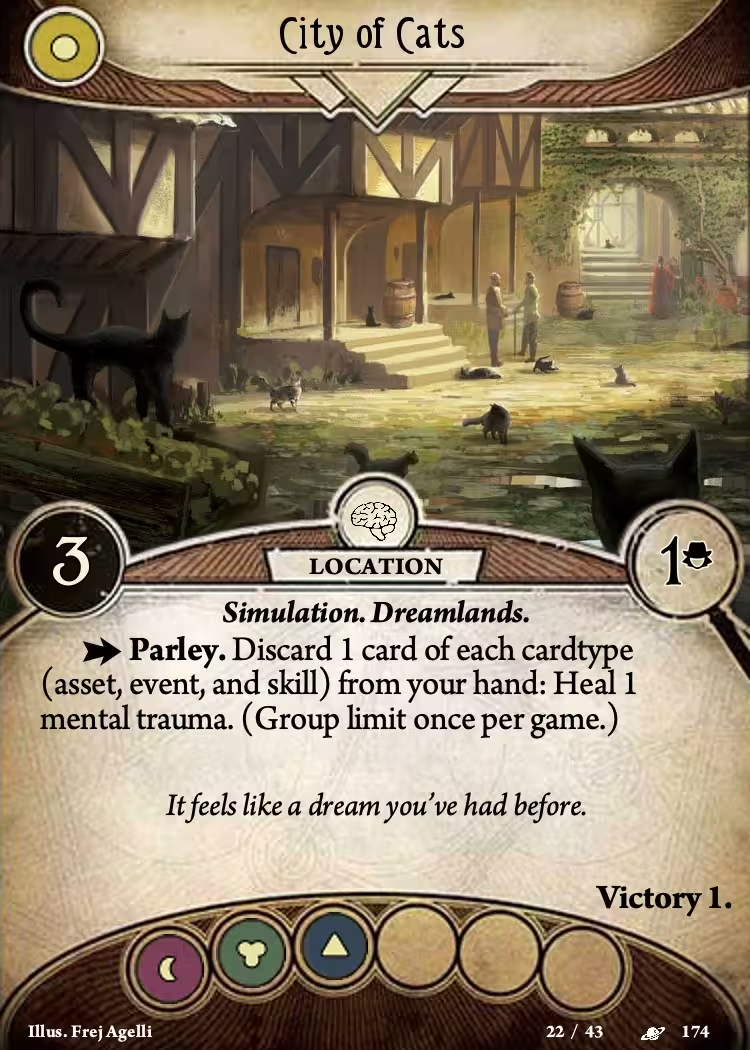 City of Cats
3
1
LOCATION
Simulation. Dreamlands.
Parley. Discard 1 card of each cardtype
(asset, event, and skill) from your hand: Heal 1
mental trauma. (Group limit once per game.)
It feels like a dream you've had before.
Victory 1.
Illus. Frej Agelli
22 / 43
174